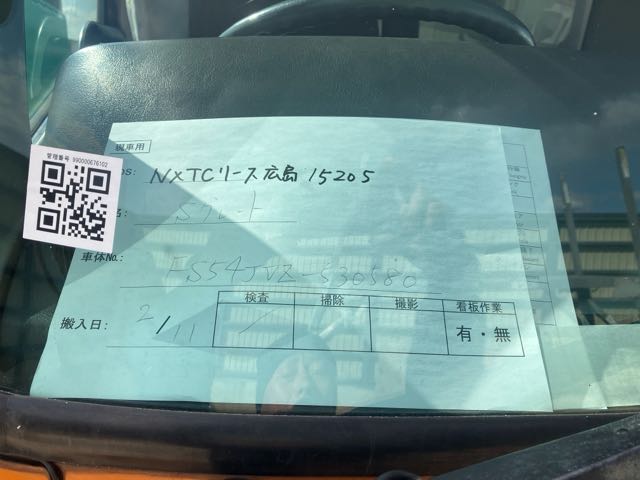 管理番号 990000676102
現車用
NXTCリース広島 15205
車体No.:
FS54JVZ-530580
搬入日: 2/11
検査 掃除 撮影 看板作業
有・無